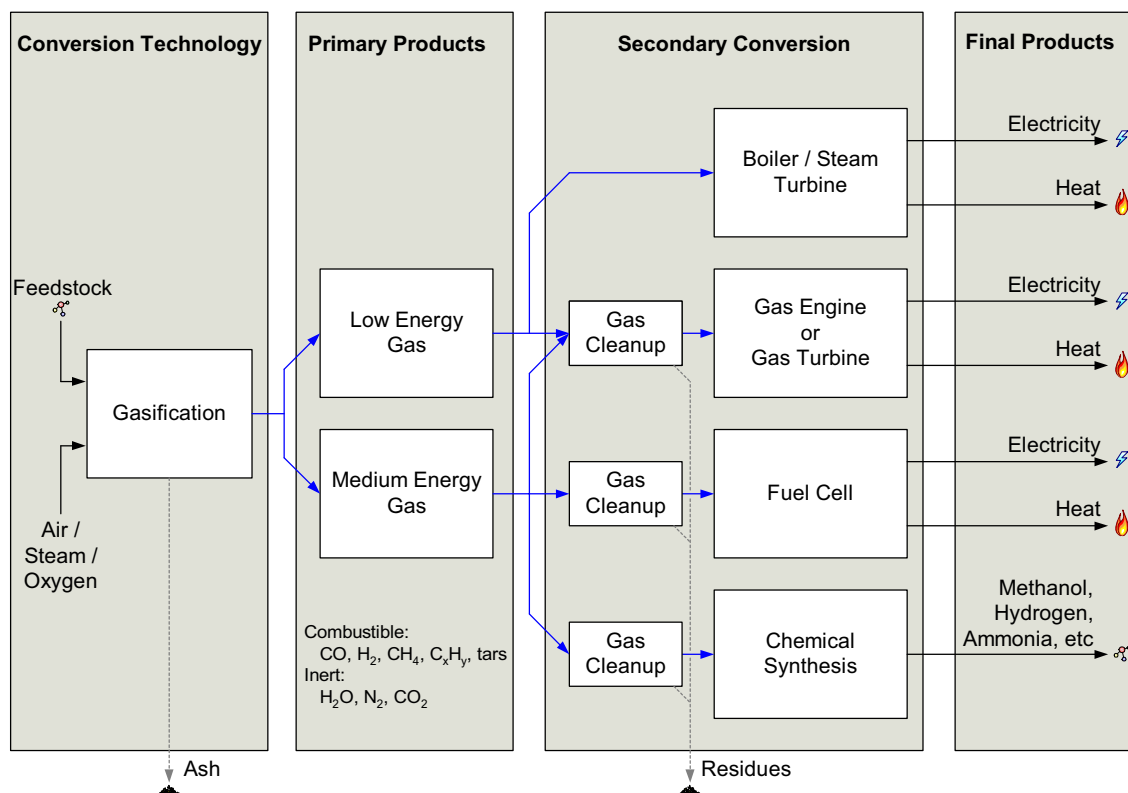 Conversion Technology
Primary Products
Secondary Conversion
Final Products
Feedstock
Gasification
Air /
Steam /
Oxygen
Ash
Low Energy
Gas
Medium Energy
Gas
Combustible:
CO, H₂, CH₄, CₓHᵧ, tars
Inert:
H₂O, N₂, CO₂
Boiler / Steam
Turbine
Gas
Cleanup
Gas Engine
or
Gas Turbine
Gas
Cleanup
Fuel Cell
Gas
Cleanup
Chemical
Synthesis
Residues
Electricity
Heat
Electricity
Heat
Electricity
Heat
Methanol,
Hydrogen,
Ammonia, etc